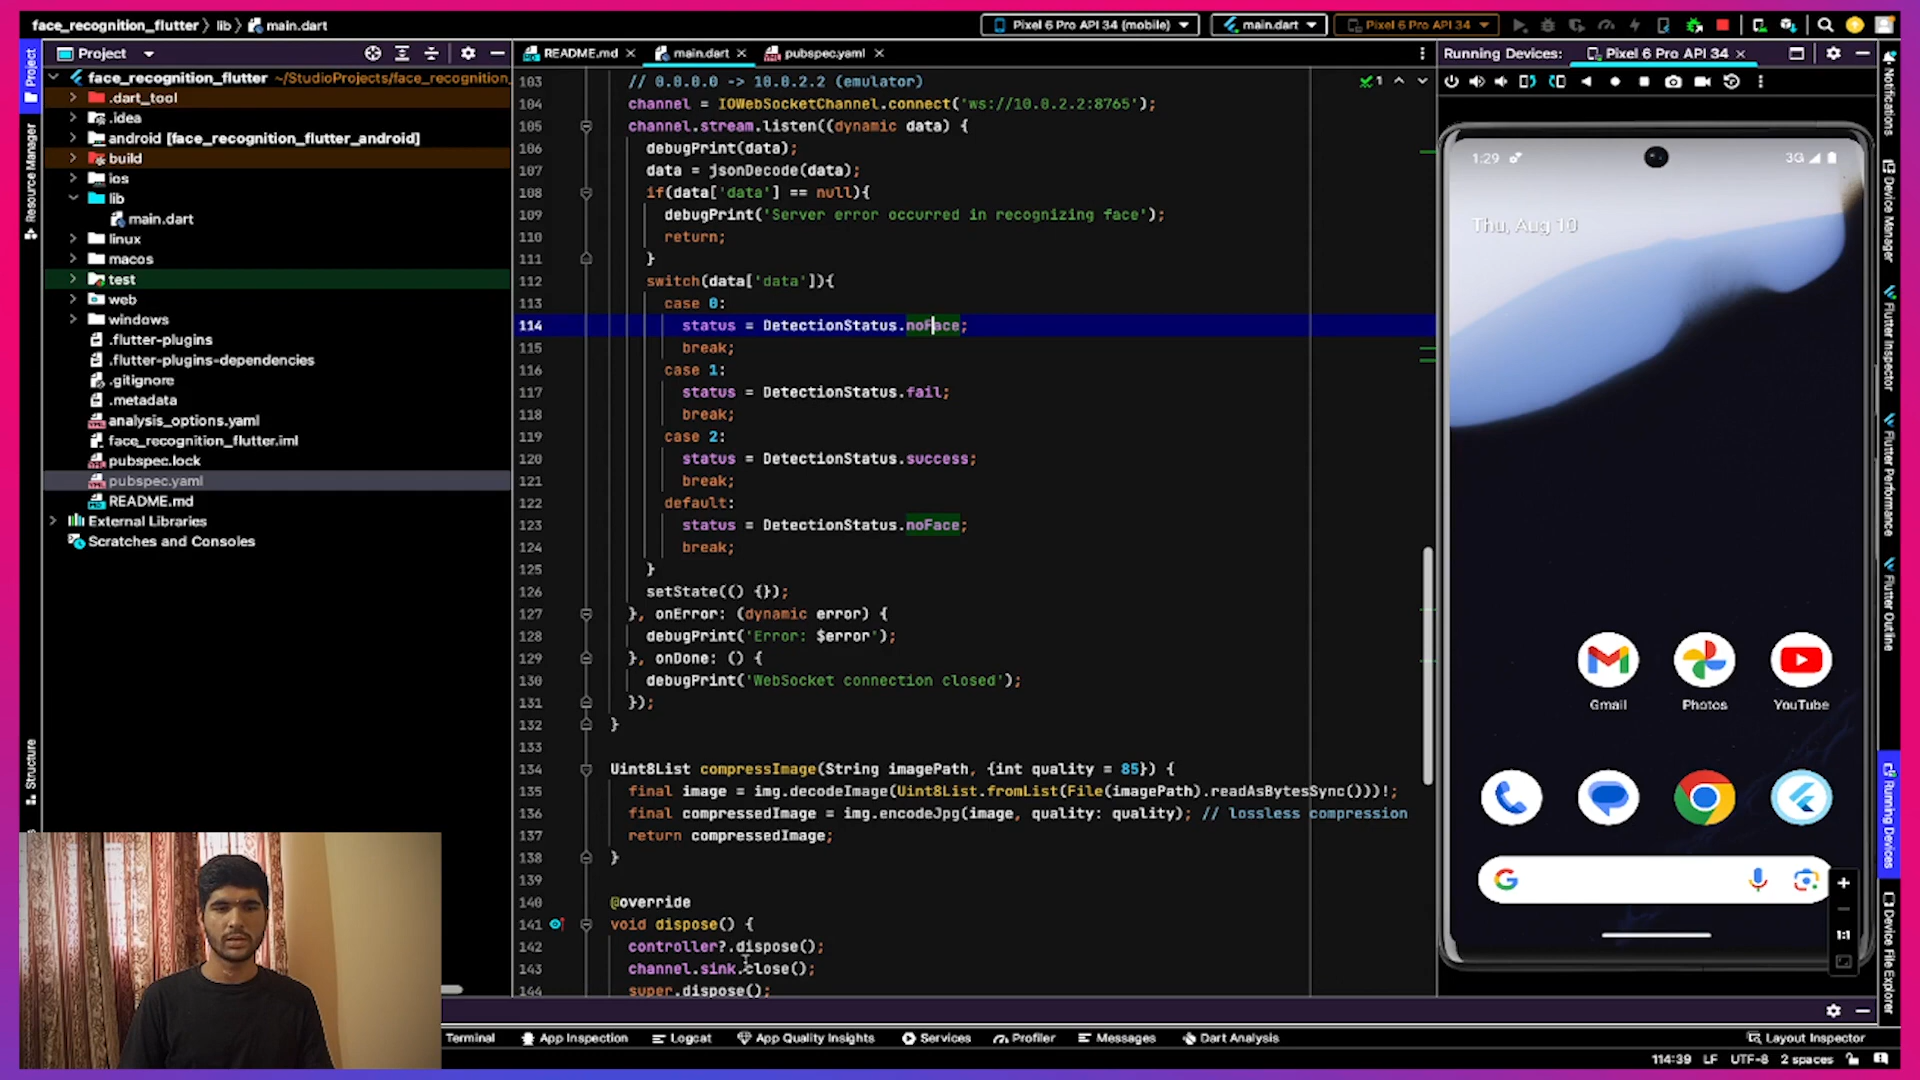 face_recognition_flutter > lib > main.dart
Pixel 6 Pro API 34 (mobile)
main.dart
Pixel 6 Pro API 34
Project
README.md
main.dart
pubspec.yaml
Running Devices:
Pixel 6 Pro API 34
face_recognition_flutter ~/StudioProjects/face_recognition_
.dart_tool
.idea
android [face_recognition_flutter_android]
build
ios
lib
main.dart
linux
macos
test
web
windows
.flutter-plugins
.flutter-plugins-dependencies
.gitignore
.metadata
analysis_options.yaml
face_recognition_flutter.iml
pubspec.lock
pubspec.yaml
README.md
External Libraries
Scratches and Consoles
Project
Resource Manager
Structure
103 // 0.0.0.0 -> 10.0.2.2 (emulator)
104 channel = IOWebSocketChannel.connect('ws://10.0.2.2:8765');
105 channel.stream.listen((dynamic data) {
106 debugPrint(data);
107 data = jsonDecode(data);
108 if(data['data'] == null){
109 debugPrint('Server error occurred in recognizing face');
110 return;
111 }
112 switch(data['data']){
113 case 0:
114 status = DetectionStatus.noFace;
115 break;
116 case 1:
117 status = DetectionStatus.fail;
118 break;
119 case 2:
120 status = DetectionStatus.success;
121 break;
122 default:
123 status = DetectionStatus.noFace;
124 break;
125 }
126 setState(() {});
127 }, onError: (dynamic error) {
128 debugPrint('Error: $error');
129 }, onDone: () {
130 debugPrint('WebSocket connection closed');
131 });
132 }
133
134 Uint8List compressImage(String imagePath, {int quality = 85}) {
135 final image = img.decodeImage(Uint8List.fromList(File(imagePath).readAsBytesSync()))!;
136 final compressedImage = img.encodeJpg(image, quality: quality); // lossless compression
137 return compressedImage;
138 }
139
140 @override
141 void dispose() {
142 controller?.dispose();
143 channel.sink.close();
144 super.dispose();
1
1:29
3G
Thu, Aug 10
Gmail
Photos
YouTube
1:1
Notifications
Device Manager
Flutter Inspector
Flutter Performance
Flutter Outline
Running Devices
Device File Explorer
Terminal
App Inspection
Logcat
App Quality Insights
Services
Profiler
Messages
Dart Analysis
Layout Inspector
114:39 LF UTF-8 2 spaces